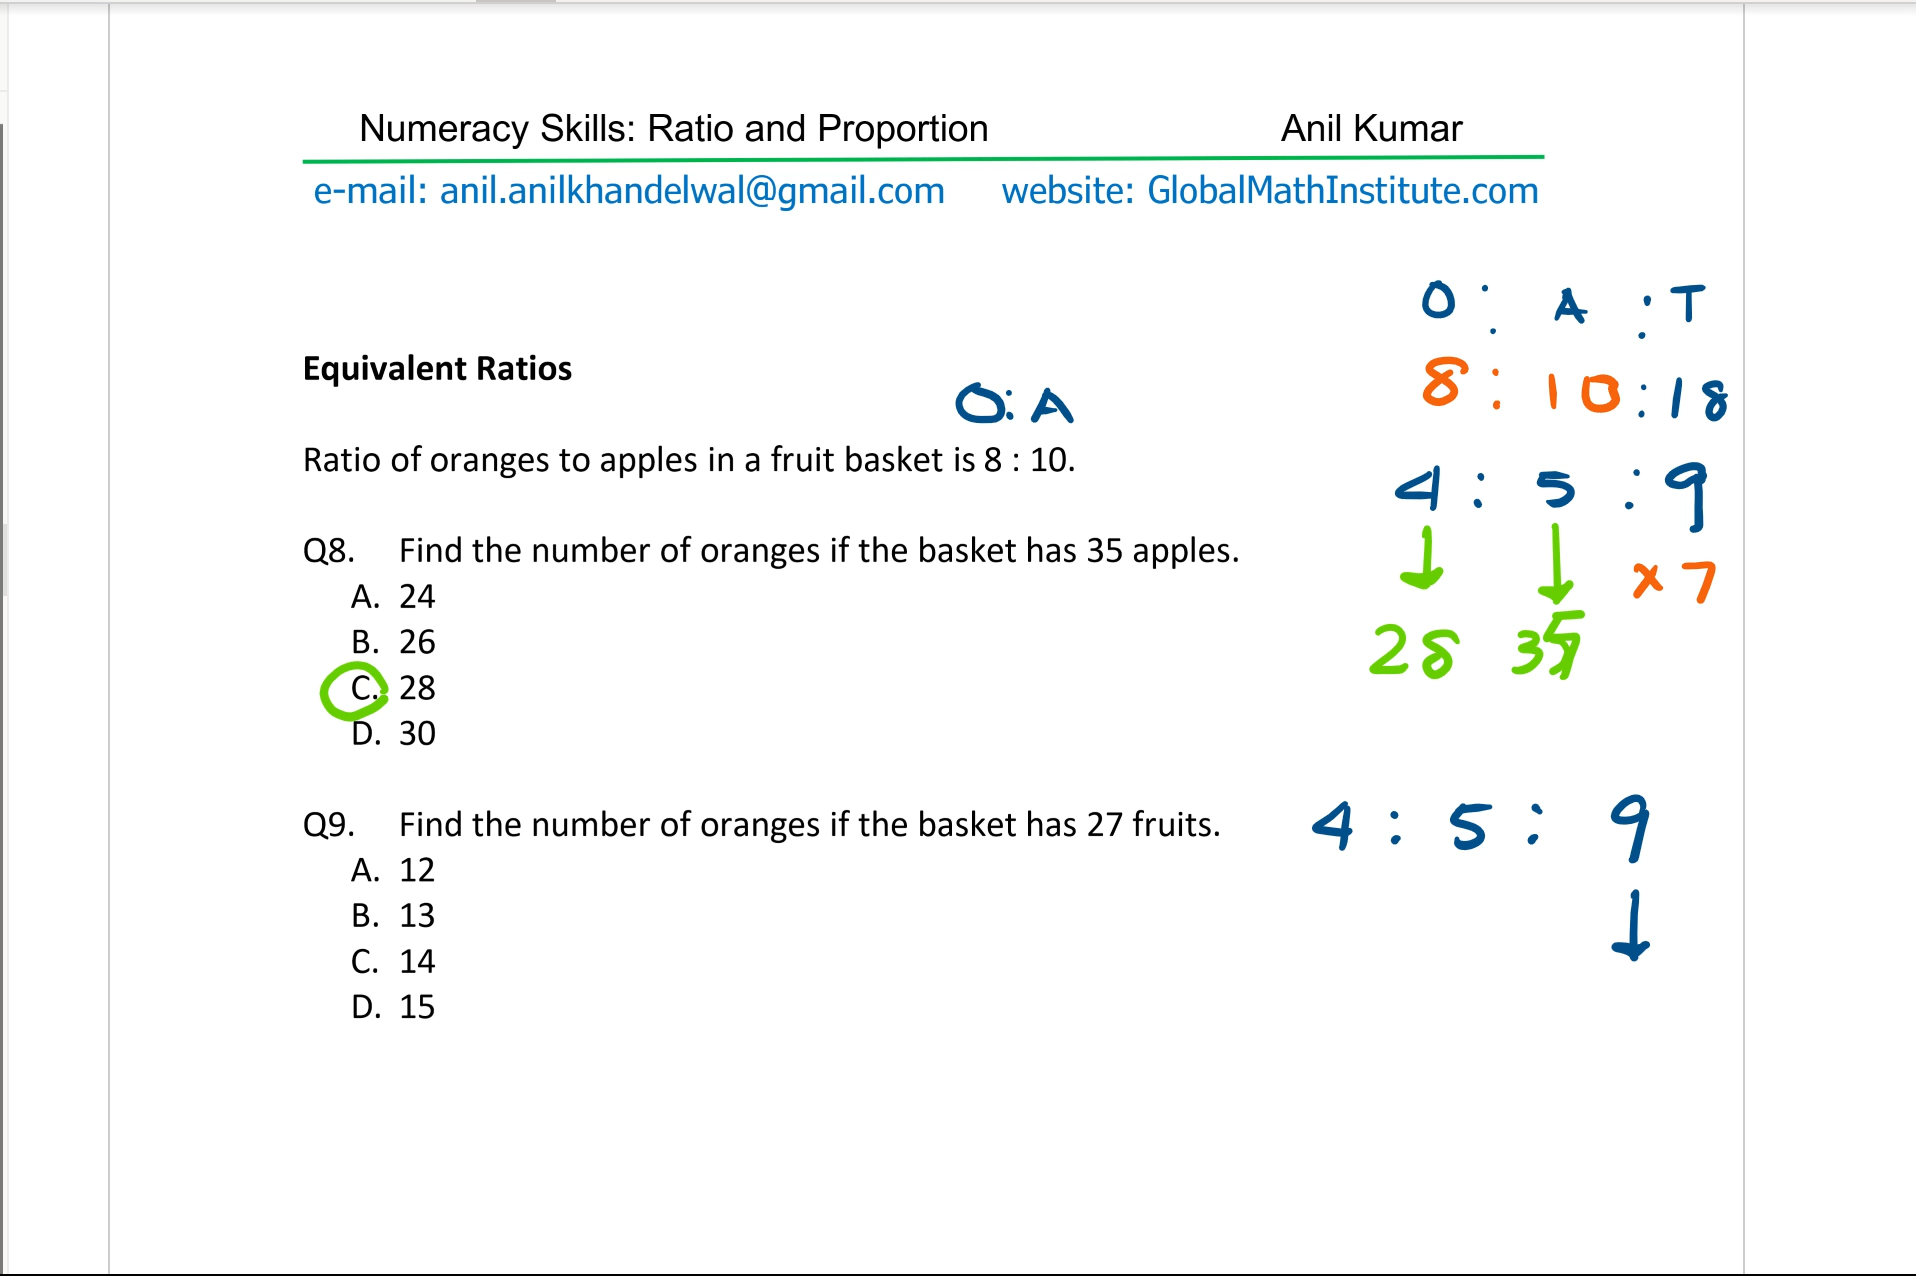 Numeracy Skills: Ratio and Proportion Anil Kumar
e-mail: anil.anilkhandelwal@gmail.com website: GlobalMathInstitute.com
O : A : T
Equivalent Ratios
8 : 10 : 18
O : A
Ratio of oranges to apples in a fruit basket is 8 : 10.
4 : 5 : 9
Q8. Find the number of oranges if the basket has 35 apples.
× 7
A. 24
B. 26
28 35
C. 28
D. 30
Q9. Find the number of oranges if the basket has 27 fruits.
4 : 5 : 9
A. 12
B. 13
C. 14
D. 15